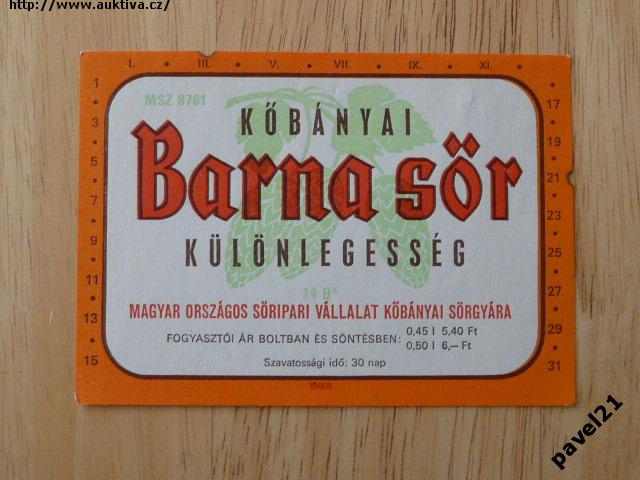 http://www.auktiva.cz/
I. • III. • V. • VII. • IX. • XI. •
1
•
3
•
5
•
7
•
9
•
11
•
13
•
15
•
17
•
19
•
21
•
23
•
25
•
27
•
29
•
31
MSZ 8761
KŐBÁNYAI
Barna sör
KÜLÖNLEGESSÉG
14 B°
MAGYAR ORSZÁGOS SÖRIPARI VÁLLALAT KŐBÁNYAI SÖRGYÁRA
FOGYASZTÓI ÁR BOLTBAN ÉS SÖNTÉSBEN: 0,45 l 5,40 Ft
0,50 l 6,— Ft
Szavatossági idő: 30 nap
pavel21